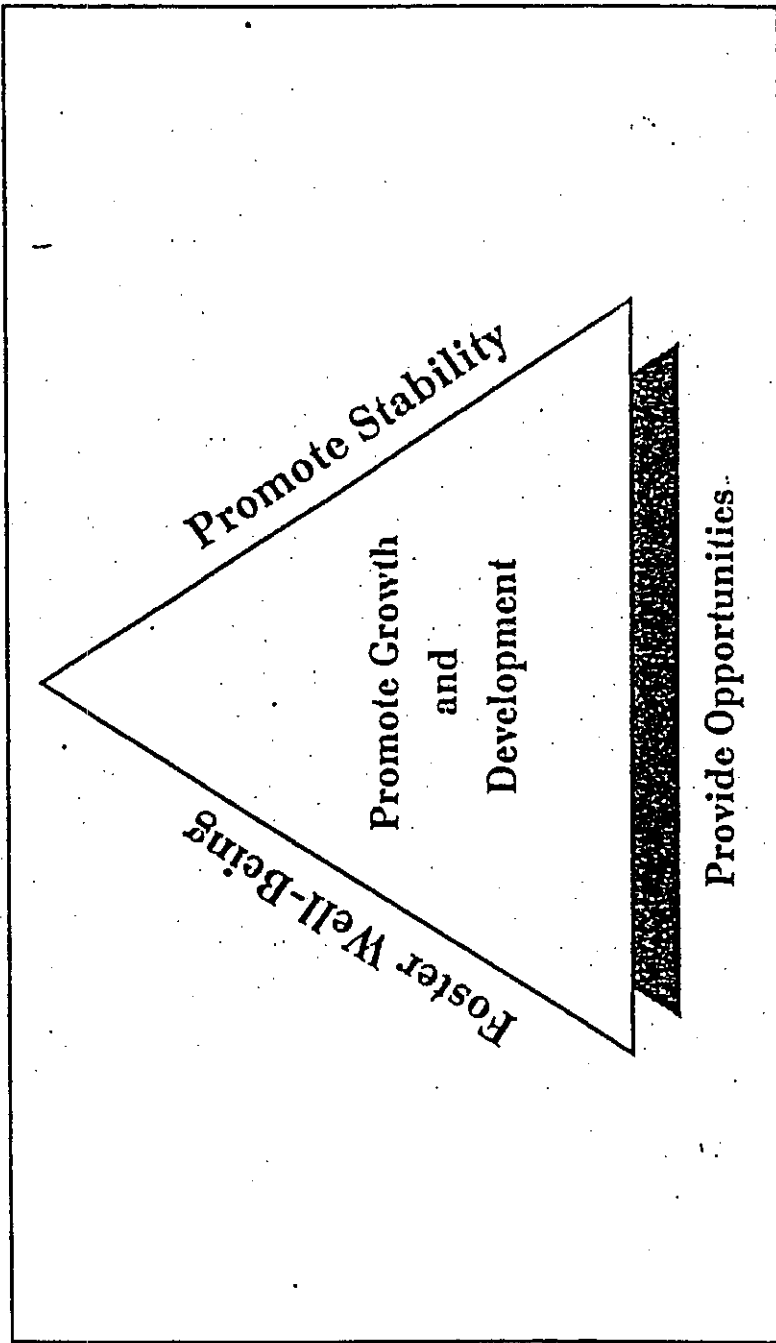 Foster Well-Being
Promote Stability
Promote Growth
and
Development
Provide Opportunities